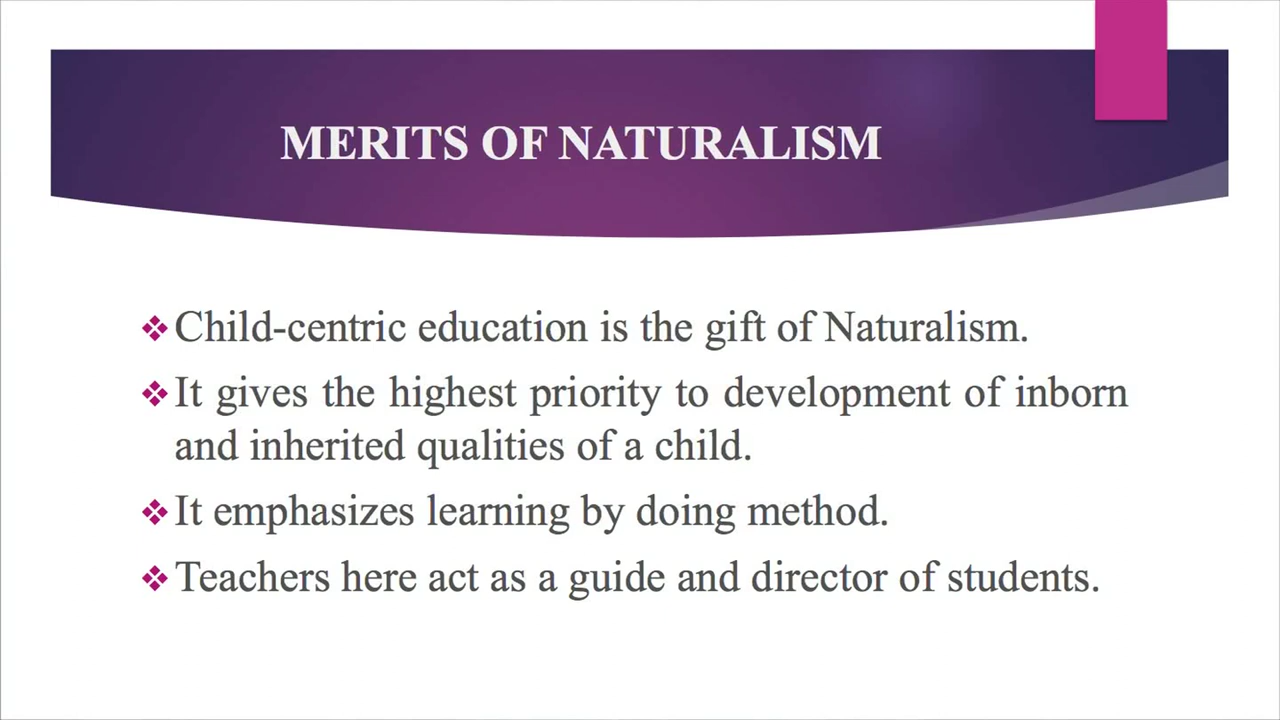 MERITS OF NATURALISM
❖Child-centric education is the gift of Naturalism.
❖It gives the highest priority to development of inborn
and inherited qualities of a child.
❖It emphasizes learning by doing method.
❖Teachers here act as a guide and director of students.